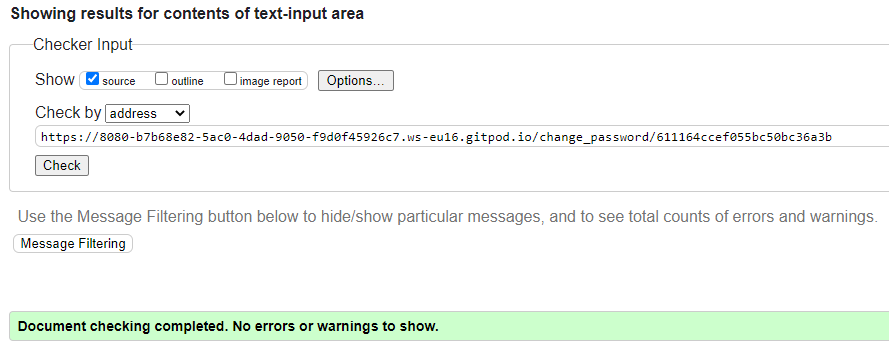 Showing results for contents of text-input area
Checker Input
Show source outline image report Options...
Check by address
https://8080-b7b68e82-5ac0-4dad-9050-f9d0f45926c7.ws-eu16.gitpod.io/change_password/611164ccef055bc50bc36a3b
Check
Use the Message Filtering button below to hide/show particular messages, and to see total counts of errors and warnings.
Message Filtering
Document checking completed. No errors or warnings to show.